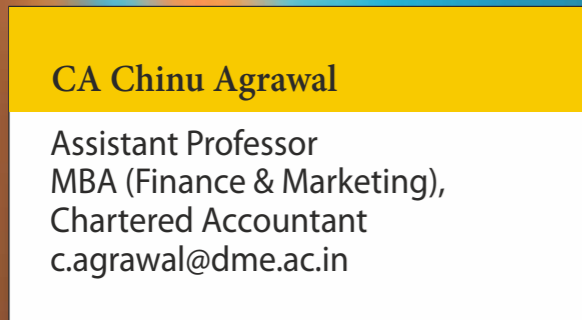 CA Chinu Agrawal
Assistant Professor
MBA (Finance & Marketing),
Chartered Accountant
c.agrawal@dme.ac.in